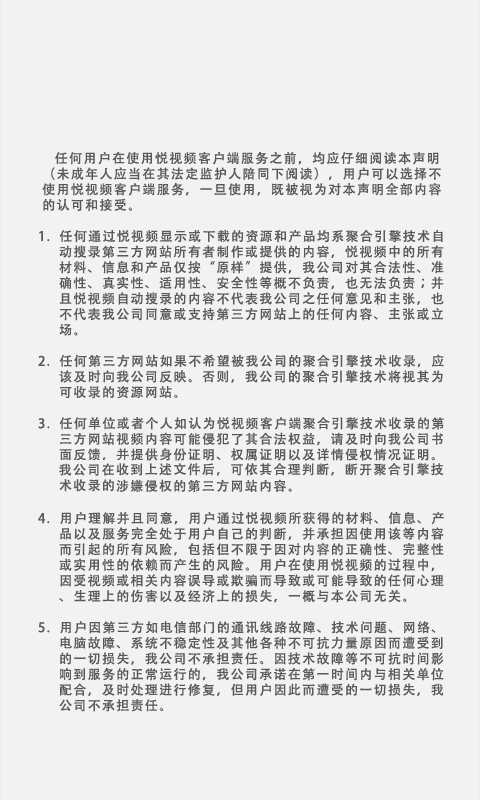 任何用户在使用悦视频客户端服务之前，均应仔细阅读本声明
（未成年人应当在其法定监护人陪同下阅读），用户可以选择不
使用悦视频客户端服务，一旦使用，既被视为对本声明全部内容
的认可和接受。
1. 任何通过悦视频显示或下载的资源和产品均系聚合引擎技术自
动搜录第三方网站所有者制作或提供的内容，悦视频中的所有
材料、信息和产品仅按“原样”提供，我公司对其合法性、准
确性、真实性、适用性、安全性等概不负责，也无法负责；并
且悦视频自动搜录的内容不代表我公司之任何意见和主张，也
不代表我公司同意或支持第三方网站上的任何内容、主张或立
场。
2. 任何第三方网站如果不希望被我公司的聚合引擎技术收录，应
该及时向我公司反映。否则，我公司的聚合引擎技术将视其为
可收录的资源网站。
3. 任何单位或者个人如认为悦视频客户端聚合引擎技术收录的第
三方网站视频内容可能侵犯了其合法权益，请及时向我公司书
面反馈，并提供身份证明、权属证明以及详情侵权情况证明。
我公司在收到上述文件后，可依其合理判断，断开聚合引擎技
术收录的涉嫌侵权的第三方网站内容。
4. 用户理解并且同意，用户通过悦视频所获得的材料、信息、产
品以及服务完全处于用户自己的判断，并承担因使用该等内容
而引起的所有风险，包括但不限于因对内容的正确性、完整性
或实用性的依赖而产生的风险。用户在使用悦视频的过程中，
因受视频或相关内容误导或欺骗而导致或可能导致的任何心理
、生理上的伤害以及经济上的损失，一概与本公司无关。
5. 用户因第三方如电信部门的通讯线路故障、技术问题、网络、
电脑故障、系统不稳定性及其他各种不可抗力量原因而遭受到
的一切损失，我公司不承担责任。因技术故障等不可抗时间影
响到服务的正常运行的，我公司承诺在第一时间内与相关单位
配合，及时处理进行修复，但用户因此而遭受的一切损失，我
公司不承担责任。